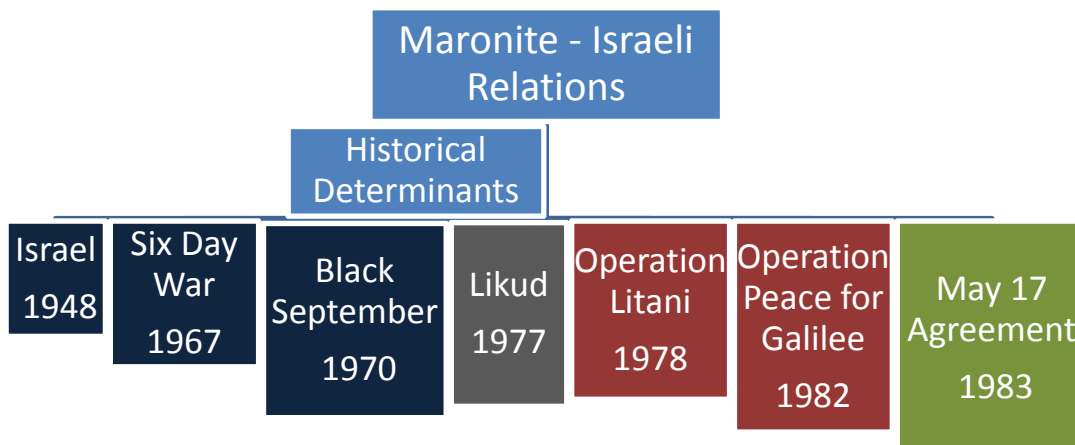 Maronite - Israeli
Relations
Historical
Determinants
Israel
1948
Six Day
War
1967
Black
September
1970
Likud
1977
Operation
Litani
1978
Operation
Peace for
Galilee
1982
May 17
Agreement
1983